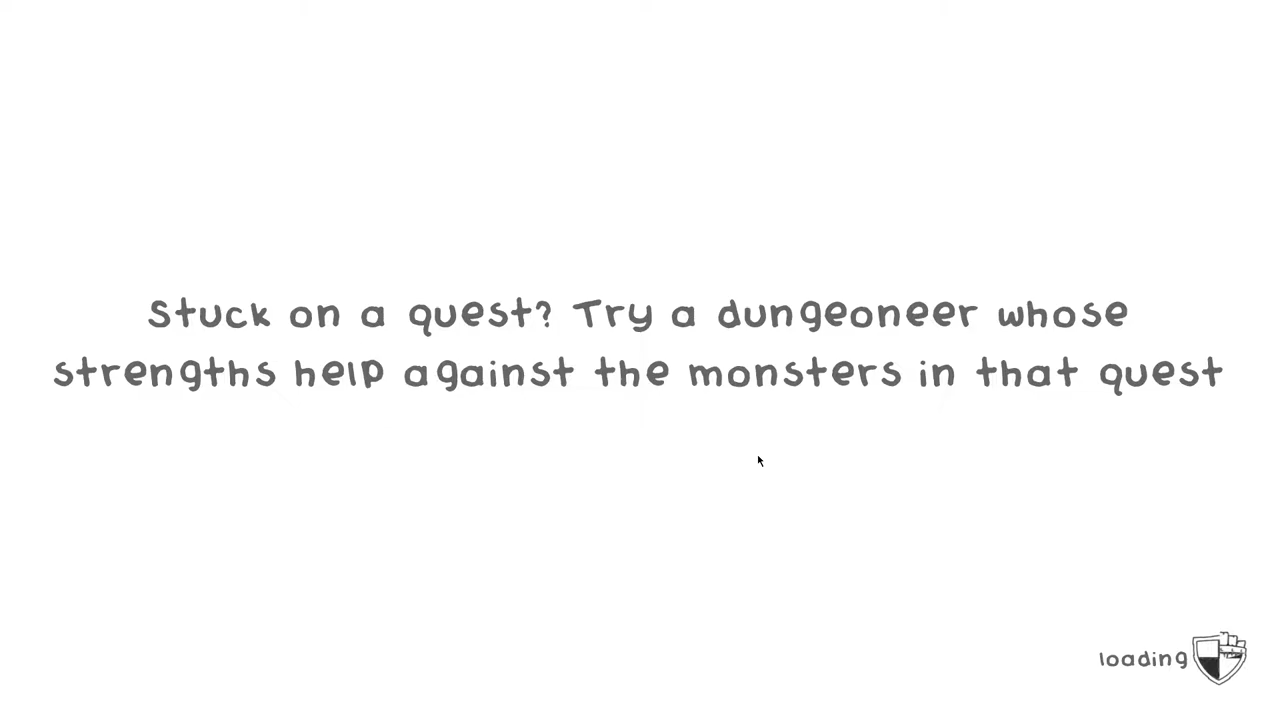 Stuck on a quest? Try a dungeoneer whose
strengths help against the monsters in that quest
loading